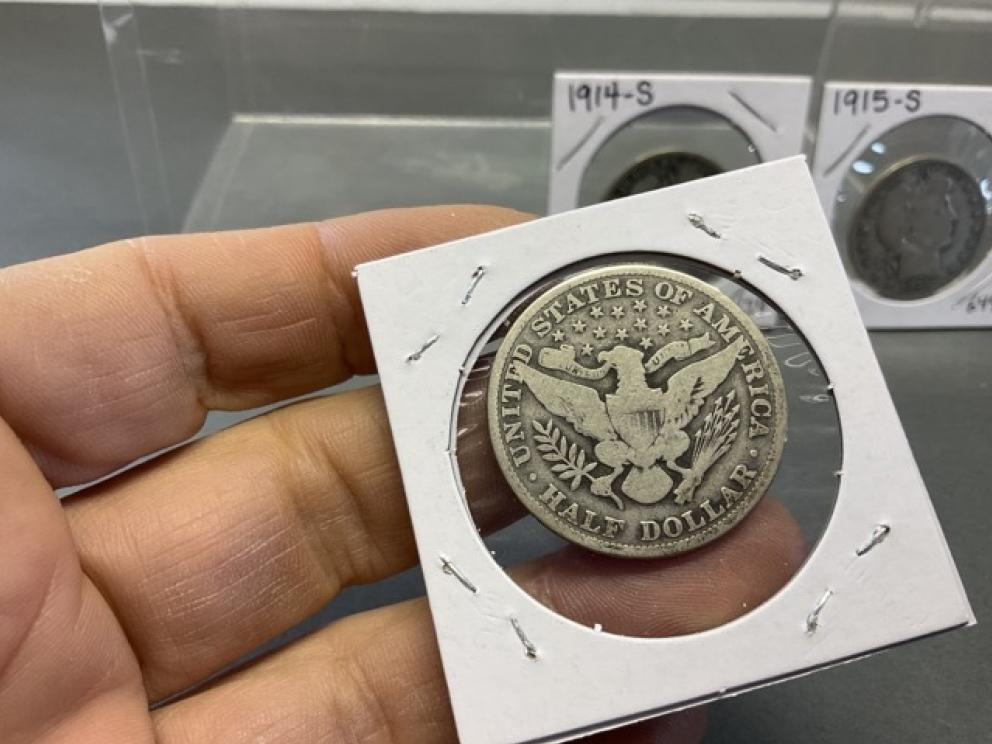 1914-S
1915-S
UNITED STATES OF AMERICA
HALF DOLLAR